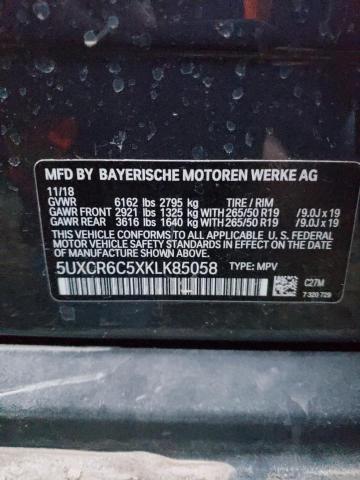 MFD BY BAYERISCHE MOTOREN WERKE AG
11/18
GVWR 6162 lbs 2795 kg TIRE / RIM
GAWR FRONT 2921 lbs 1325 kg WITH 265/50 R19 /9.0J x 19
GAWR REAR 3616 lbs 1640 kg WITH 265/50 R19 /9.0J x 19
THIS VEHICLE CONFORMS TO ALL APPLICABLE FEDERAL
MOTOR VEHICLE SAFETY AND THEFT PREVENTION
STANDARDS IN EFFECT ON THE DATE OF
MANUFACTURE SHOWN ABOVE.
5UXCR6C5XKLK85058 TYPE: MPV
C27M
7 320 729